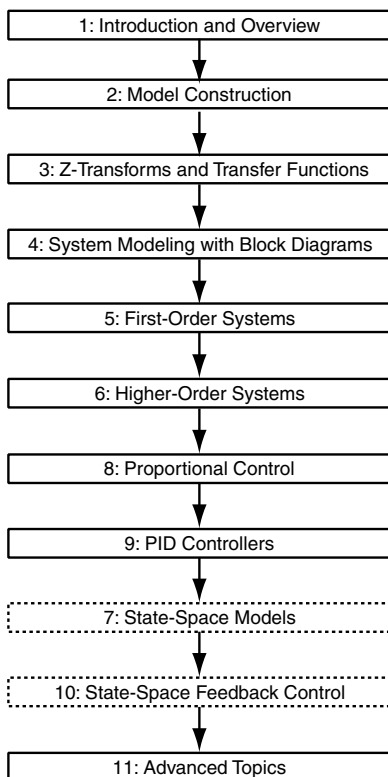 1: Introduction and Overview
2: Model Construction
3: Z-Transforms and Transfer Functions
4: System Modeling with Block Diagrams
5: First-Order Systems
6: Higher-Order Systems
8: Proportional Control
9: PID Controllers
7: State-Space Models
10: State-Space Feedback Control
11: Advanced Topics